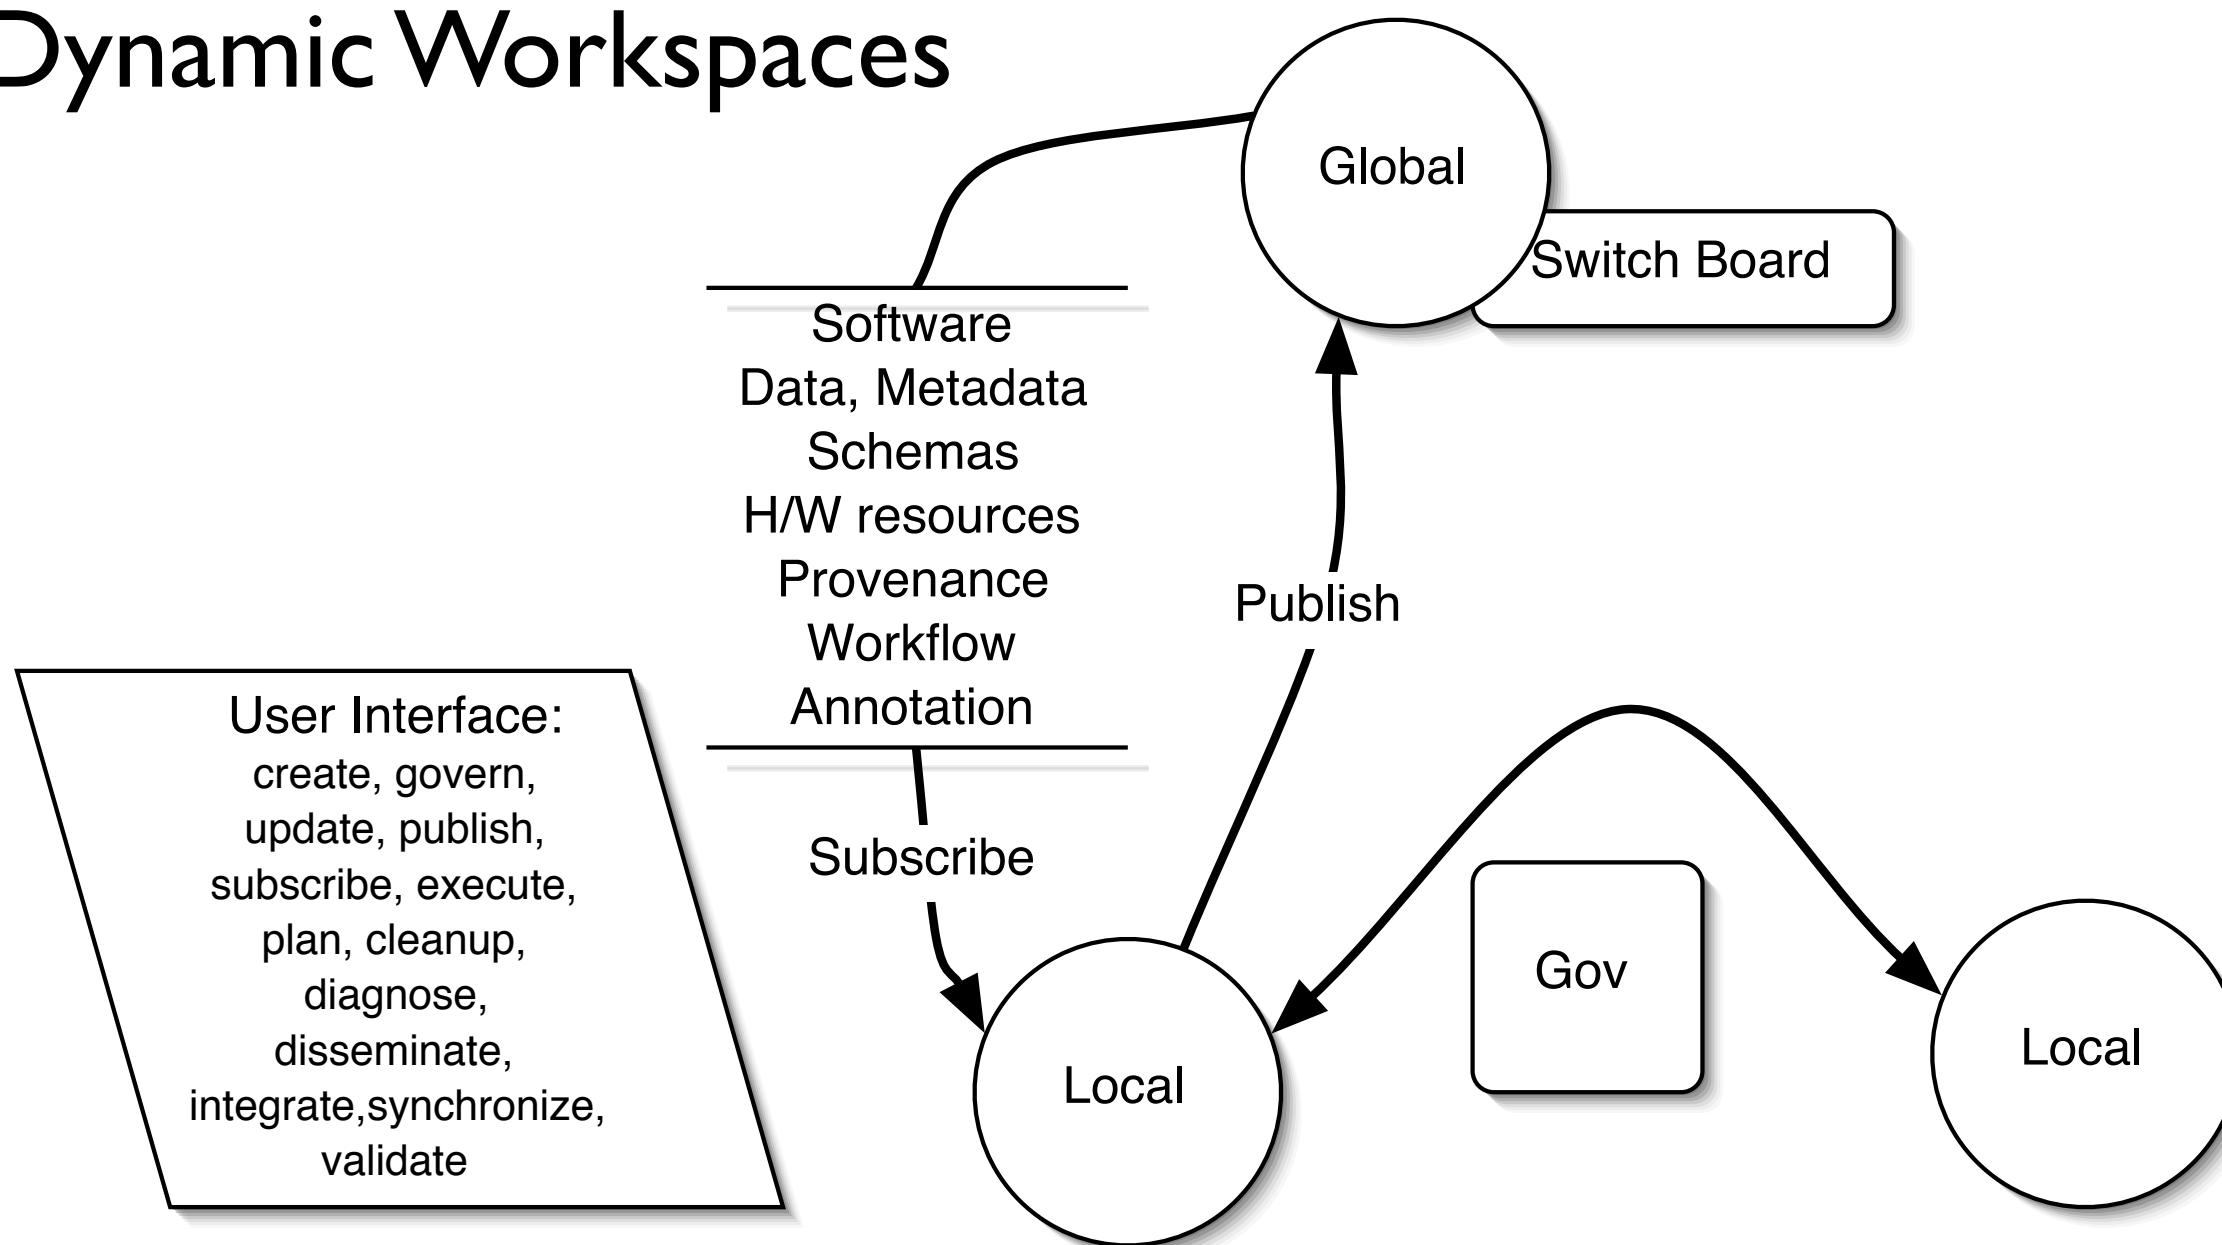 Dynamic Workspaces
Global
Switch Board
Software
Data, Metadata
Schemas
H/W resources
Provenance
Workflow
Annotation
Publish
Subscribe
User Interface:
create, govern,
update, publish,
subscribe, execute,
plan, cleanup,
diagnose,
disseminate,
integrate,synchronize,
validate
Gov
Local
Local